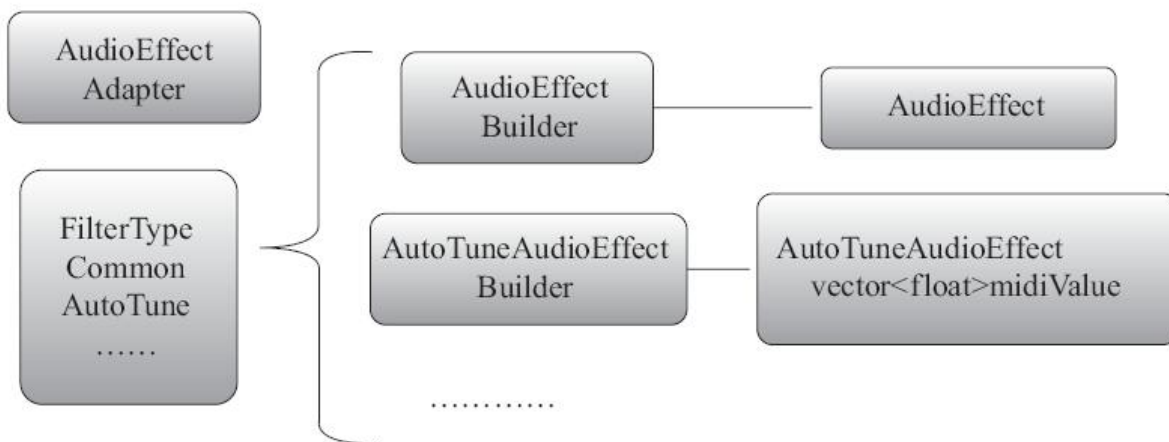 AudioEffect
Adapter
FilterType
Common
AutoTune
······
AudioEffect
Builder
AudioEffect
AutoTuneAudioEffect
Builder
AutoTuneAudioEffect
vector<float>midiValue
············